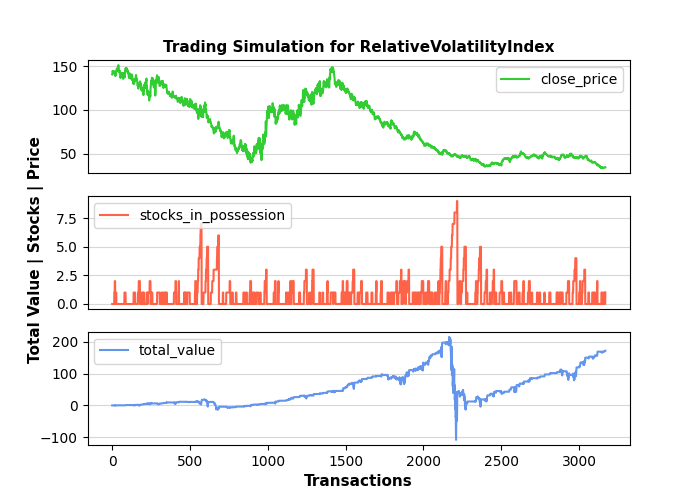 Trading Simulation for RelativeVolatilityIndex
150
100
50
close_price
7.5
5.0
2.5
0.0
stocks_in_possession
200
100
0
−100
total_value
0 500 1000 1500 2000 2500 3000
Transactions
Total Value | Stocks | Price